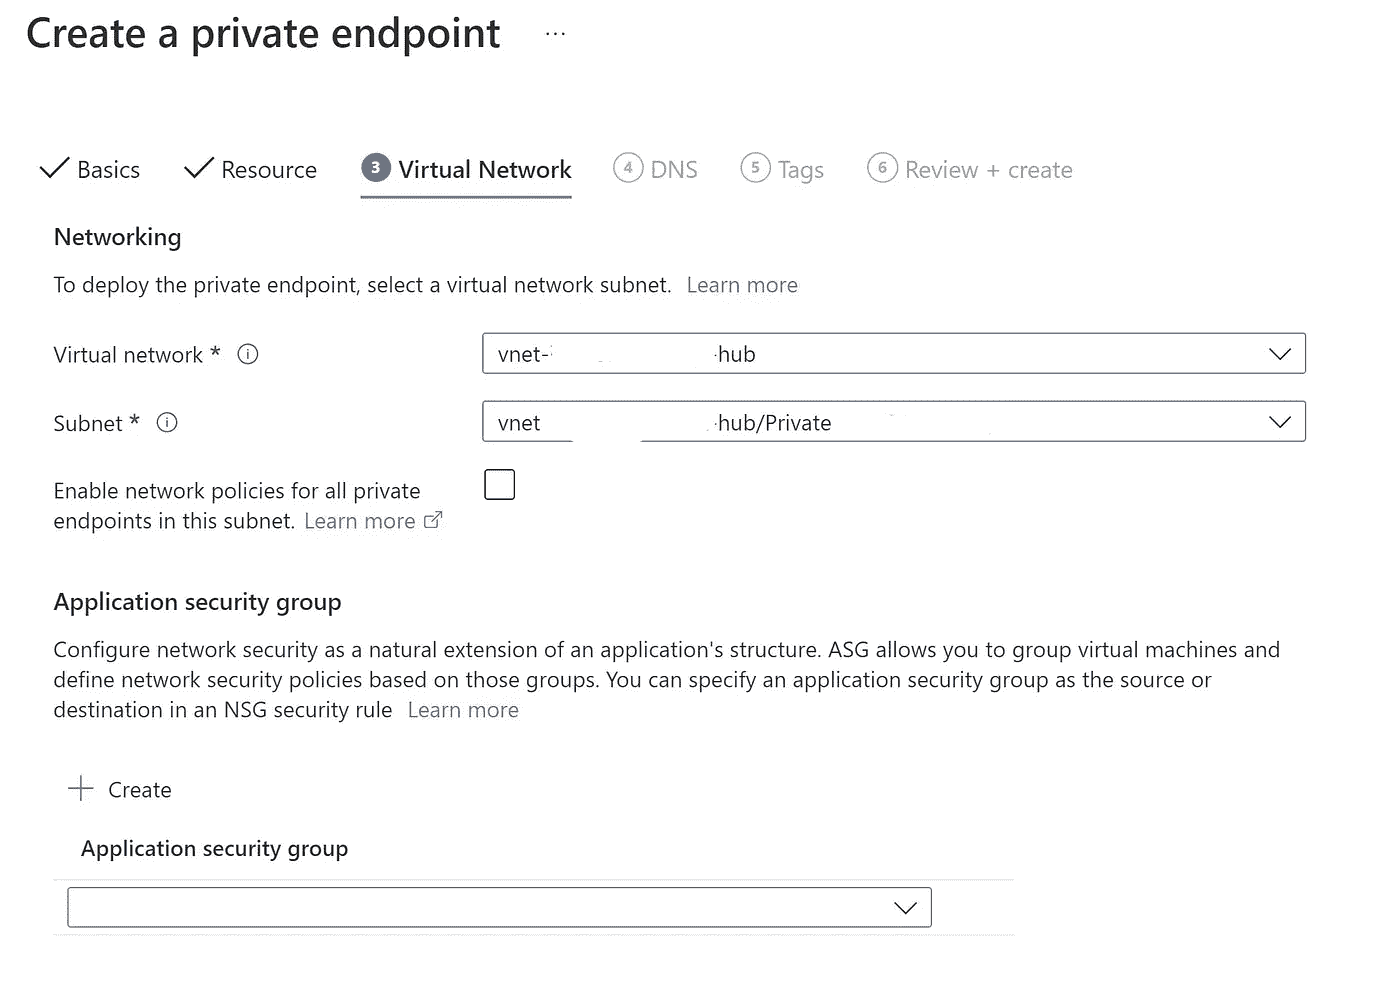 Create a private endpoint ...
Basics Resource 3 Virtual Network 4 DNS 5 Tags 6 Review + create
Networking
To deploy the private endpoint, select a virtual network subnet. Learn more
Virtual network * vnet- -hub
Subnet * vnet -hub/Private
Enable network policies for all private
endpoints in this subnet. Learn more
Application security group
Configure network security as a natural extension of an application's structure. ASG allows you to group virtual machines and
define network security policies based on those groups. You can specify an application security group as the source or
destination in an NSG security rule Learn more
+ Create
Application security group